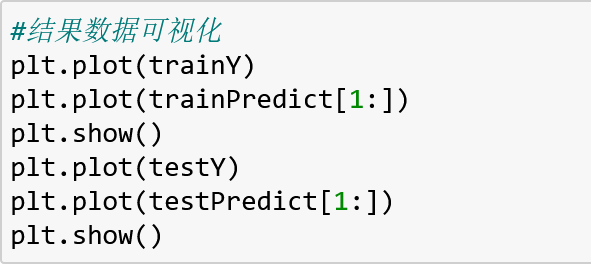 #结果数据可视化
plt.plot(trainY)
plt.plot(trainPredict[1:])
plt.show()
plt.plot(testY)
plt.plot(testPredict[1:])
plt.show()